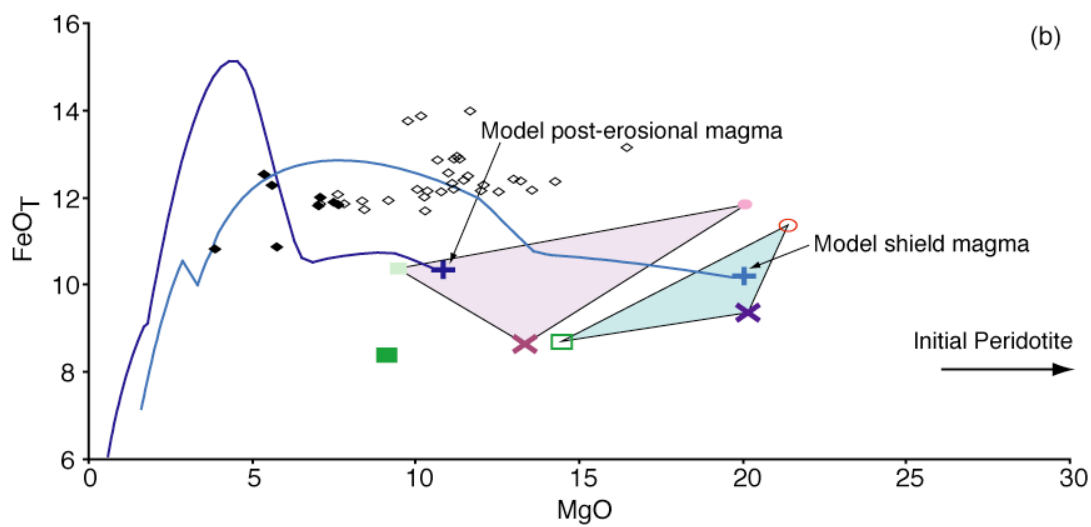 16
(b)
14
Model post-erosional magma
12
FeOT
Model shield magma
10
Initial Peridotite
8
6
0 5 10 15 20 25 30
MgO